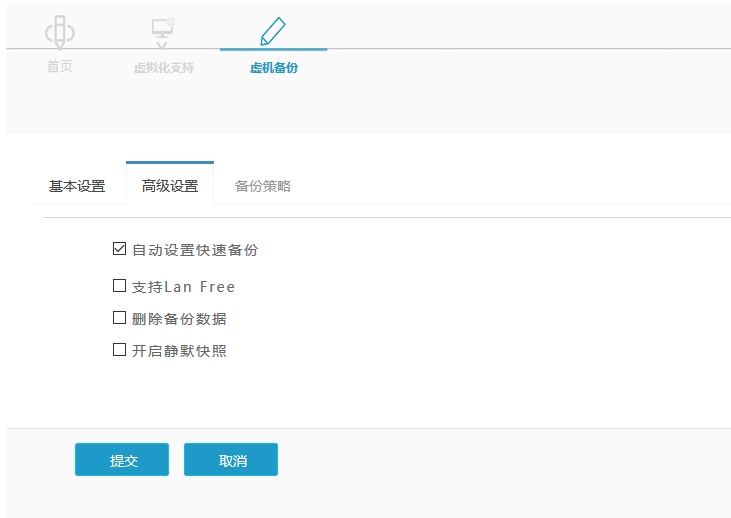 首页 虚拟化支持 虚机备份
基本设置 高级设置 备份策略
自动设置快速备份
支持Lan Free
删除备份数据
开启静默快照
提交 取消